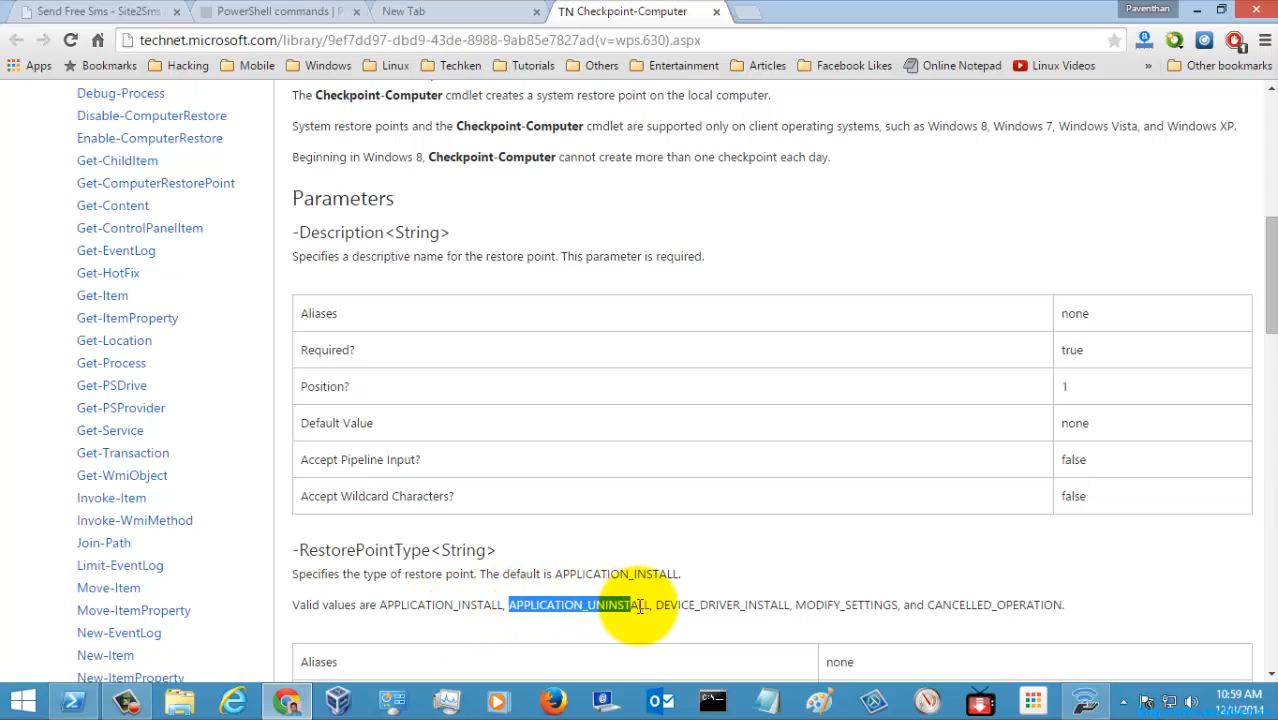 Send Free Sms - Site2Sms
PowerShell commands | P
New Tab
TN Checkpoint-Computer
Paventhan
technet.microsoft.com/library/9ef7dd97-dbd9-43de-8988-9ab85e7827ad(v=wps.630).aspx
Apps Bookmarks Hacking Mobile Windows Linux Techken Tutorials Others Entertainment Articles Facebook Likes Online Notepad Linux Videos » Other bookmarks
Debug-Process
Disable-ComputerRestore
Enable-ComputerRestore
Get-ChildItem
Get-ComputerRestorePoint
Get-Content
Get-ControlPanelItem
Get-EventLog
Get-HotFix
Get-Item
Get-ItemProperty
Get-Location
Get-Process
Get-PSDrive
Get-PSProvider
Get-Service
Get-Transaction
Get-WmiObject
Invoke-Item
Invoke-WmiMethod
Join-Path
Limit-EventLog
Move-Item
Move-ItemProperty
New-EventLog
New-Item
New-ItemProperty
The Checkpoint-Computer cmdlet creates a system restore point on the local computer.
System restore points and the Checkpoint-Computer cmdlet are supported only on client operating systems, such as Windows 8, Windows 7, Windows Vista, and Windows XP.
Beginning in Windows 8, Checkpoint-Computer cannot create more than one checkpoint each day.
Parameters
-Description<String>
Specifies a descriptive name for the restore point. This parameter is required.
Aliases none
Required? true
Position? 1
Default Value none
Accept Pipeline Input? false
Accept Wildcard Characters? false
-RestorePointType<String>
Specifies the type of restore point. The default is APPLICATION_INSTALL.
Valid values are APPLICATION_INSTALL, APPLICATION_UNINSTALL, DEVICE_DRIVER_INSTALL, MODIFY_SETTINGS, and CANCELLED_OPERATION.
Aliases none
10:59 AM